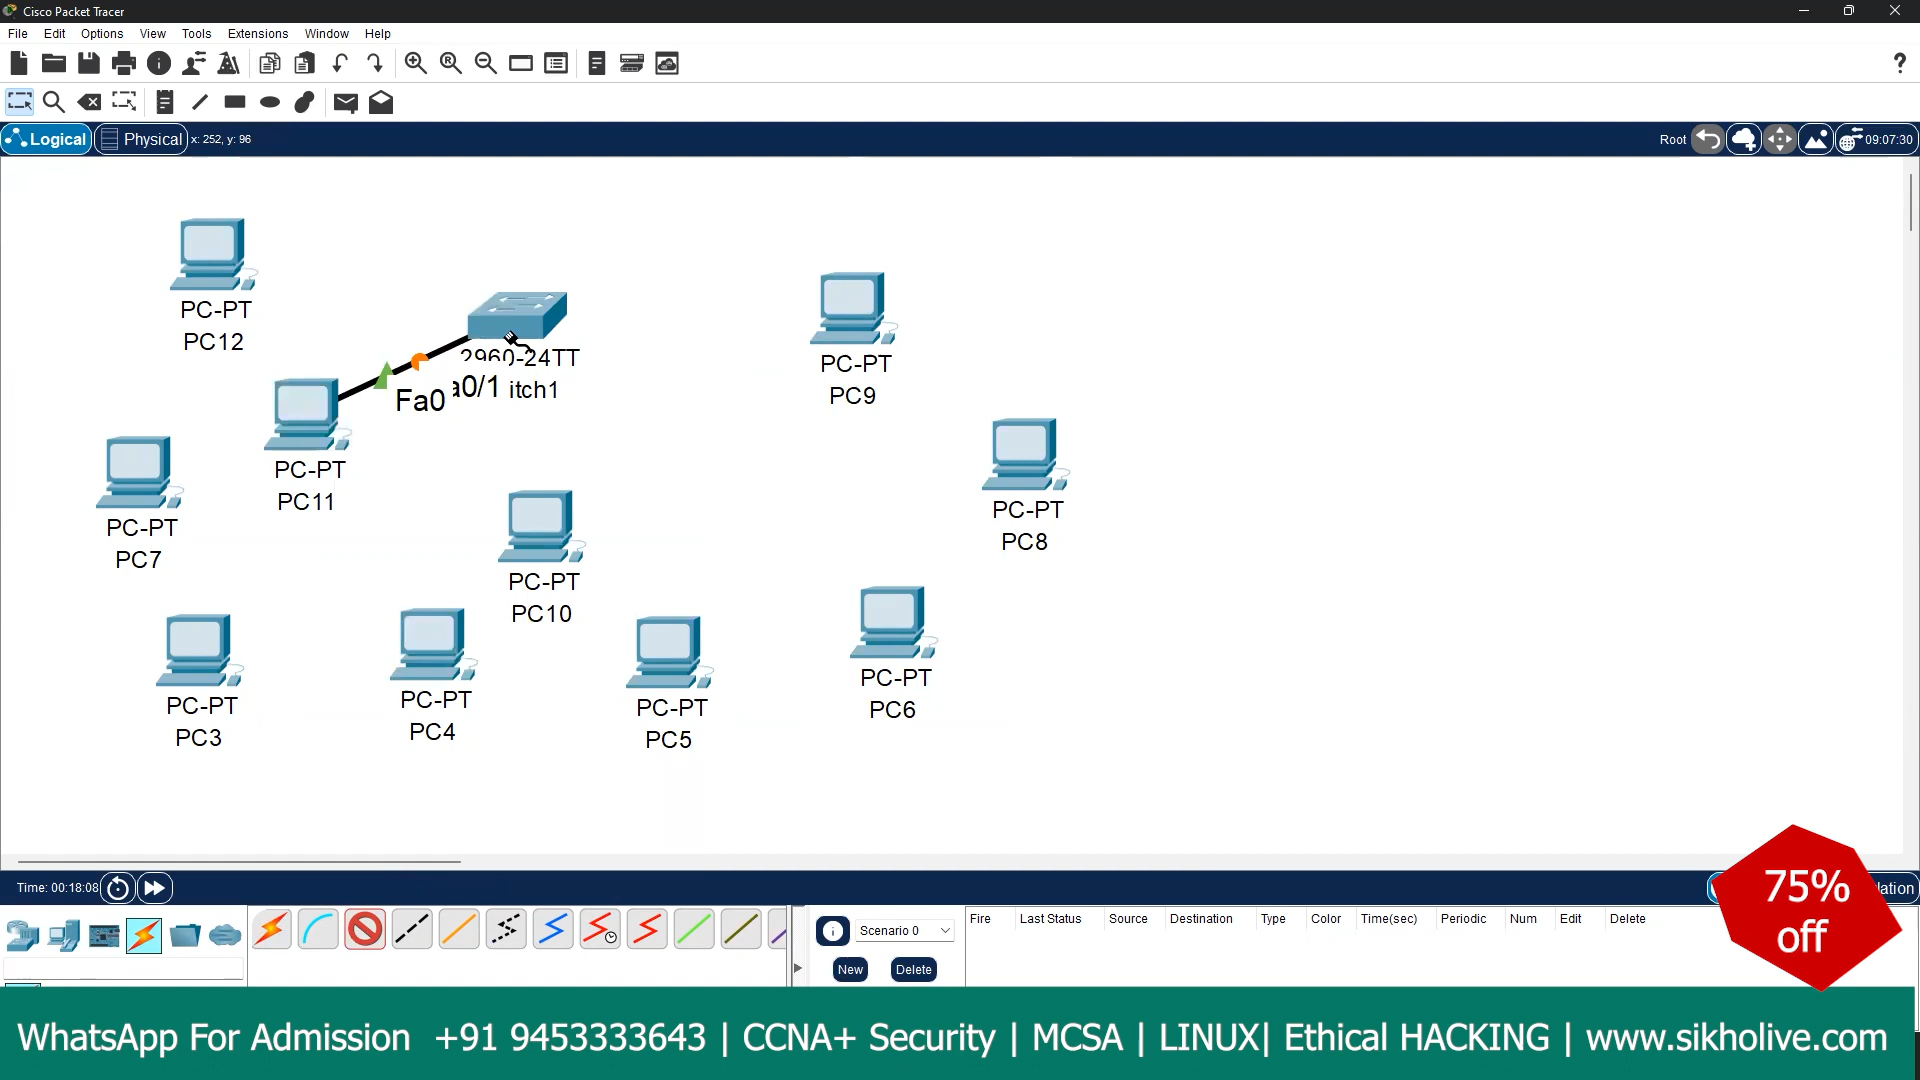 Cisco Packet Tracer
File Edit Options View Tools Extensions Window Help
Logical Physical x: 252, y: 96 Root 09:07:30
PC-PT
PC12
2960-24TT
itch1
a0/1
Fa0
PC-PT
PC9
PC-PT
PC11
PC-PT
PC7
PC-PT
PC8
PC-PT
PC10
PC-PT
PC3
PC-PT
PC4
PC-PT
PC5
PC-PT
PC6
Time: 00:18:08
lation
75%
off
Scenario 0
New Delete
Fire Last Status Source Destination Type Color Time(sec) Periodic Num Edit Delete
WhatsApp For Admission +91 9453333643 | CCNA+ Security | MCSA | LINUX| Ethical HACKING | www.sikholive.com